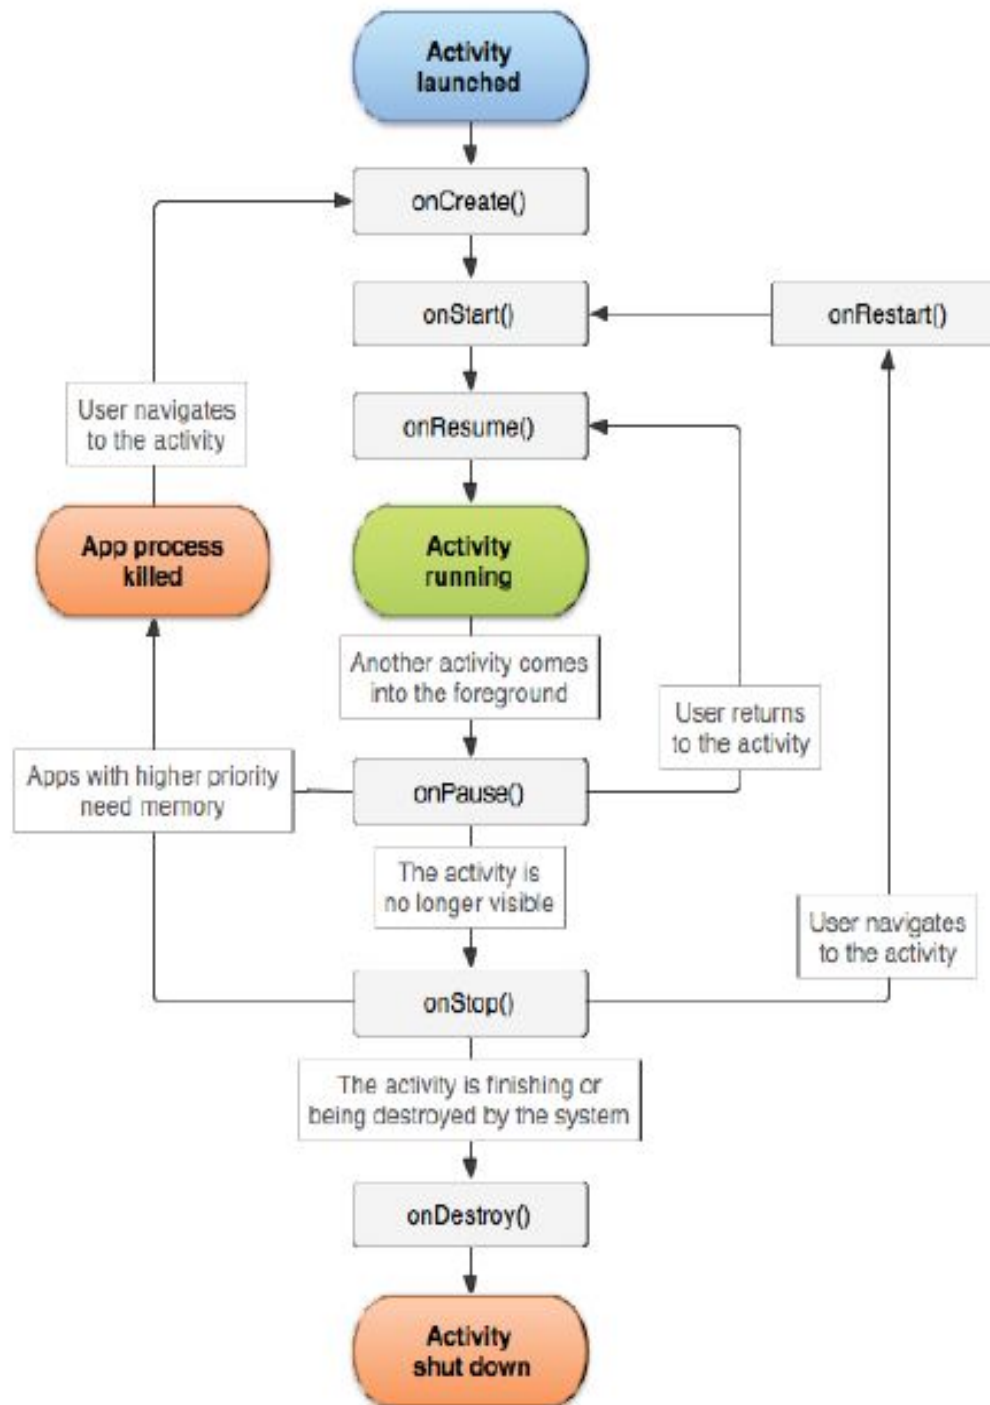 Activity
launched
onCreate()
onStart()
onRestart()
User navigates
to the activity
onResume()
App process
killed
Activity
running
Another activity comes
into the foreground
User returns
to the activity
Apps with higher priority
need memory
onPause()
The activity is
no longer visible
User navigates
to the activity
onStop()
The activity is finishing or
being destroyed by the system
onDestroy()
Activity
shut down